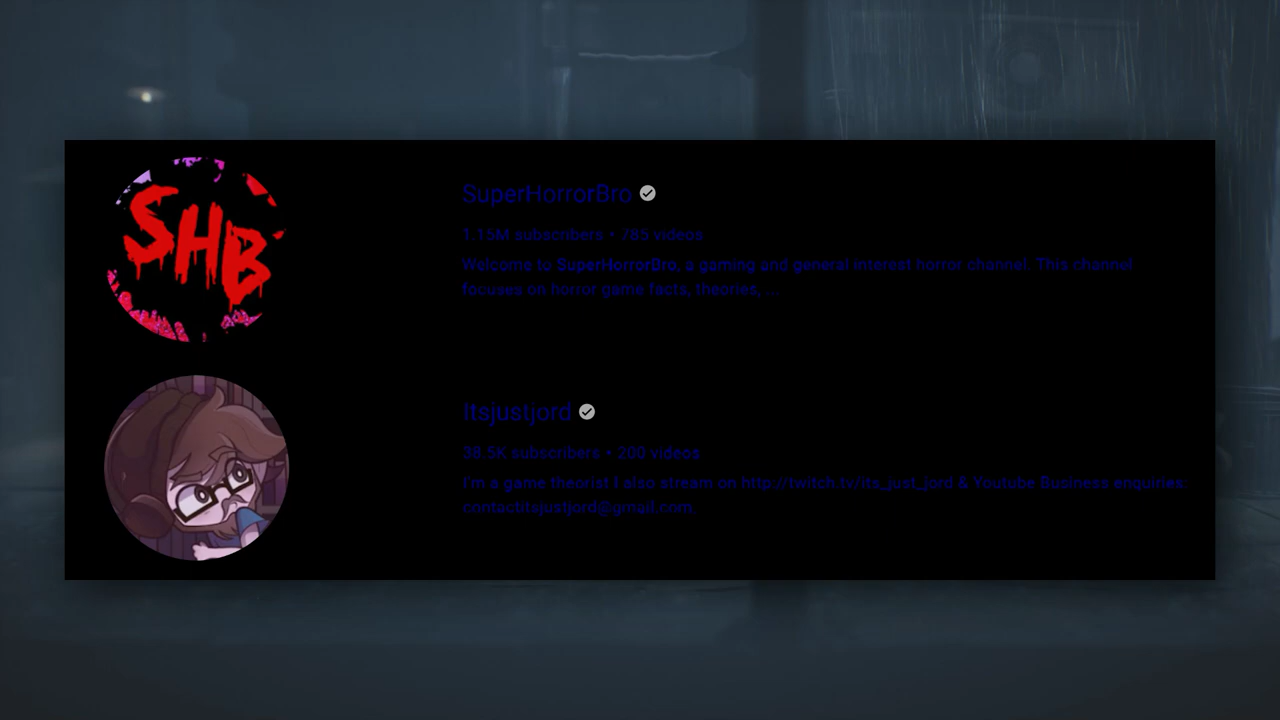 SHB
SuperHorrorBro
1.15M subscribers • 785 videos
Welcome to SuperHorrorBro, a gaming and general interest horror channel. This channel
focuses on horror game facts, theories, ...
Itsjustjord
38.5K subscribers • 200 videos
I'm a game theorist I also stream on http://twitch.tv/its_just_jord & Youtube Business enquiries:
contactitsjustjord@gmail.com.